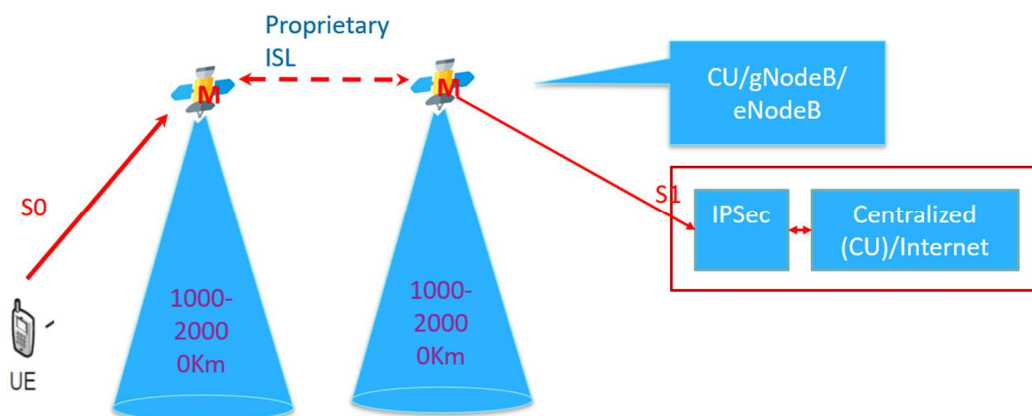 Proprietary
ISL
M
M
CU/gNodeB/
eNodeB
S0
S1
IPSec
Centralized
(CU)/Internet
1000-
2000
0Km
1000-
2000
0Km
UE